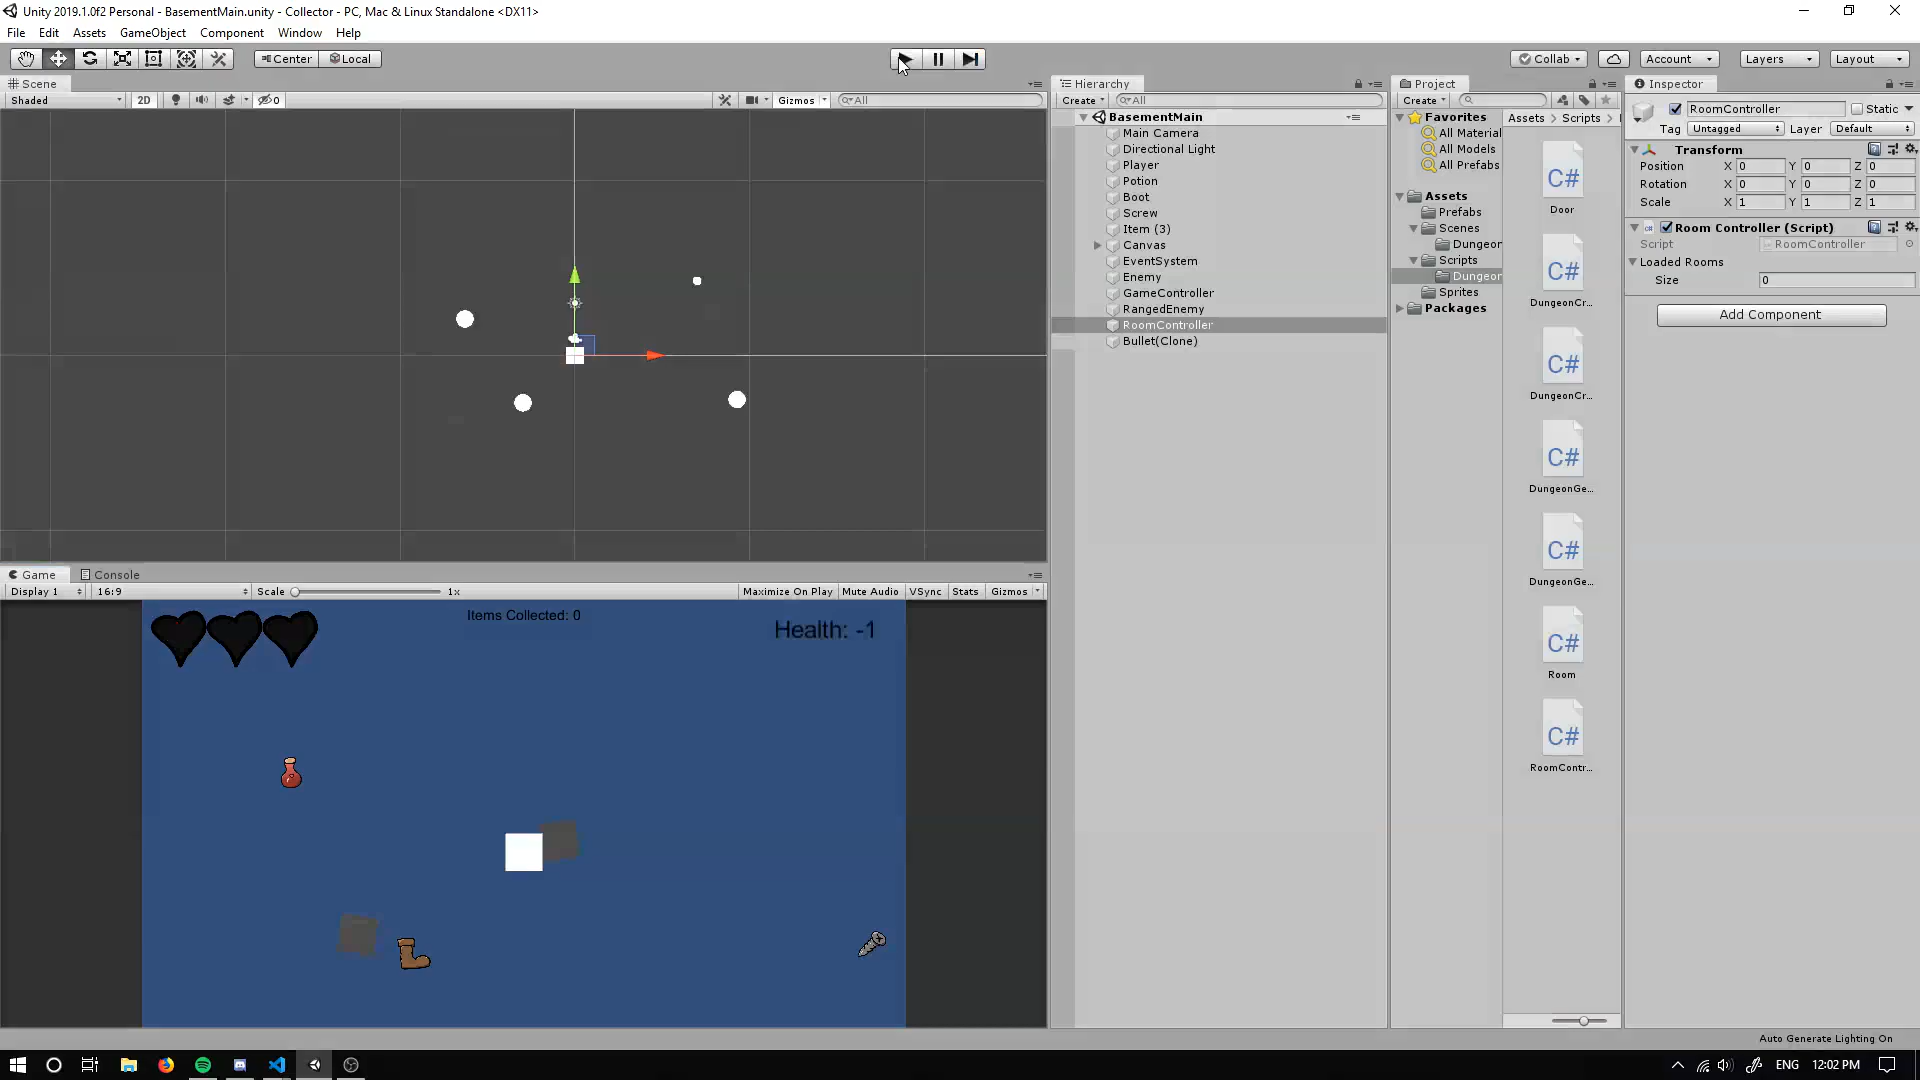 Unity 2019.1.0f2 Personal - BasementMain.unity - Collector - PC, Mac & Linux Standalone <DX11>
File Edit Assets GameObject Component Window Help
Center Local
Collab Account Layers Layout
Scene
Shaded 2D 0 Gizmos All
Hierarchy
Create All
BasementMain
Main Camera
Directional Light
Player
Potion
Boot
Screw
Item (3)
Canvas
EventSystem
Enemy
GameController
RangedEnemy
RoomController
Bullet(Clone)
Project
Create
Favorites
All Material
All Models
All Prefabs
Assets
Prefabs
Scenes
Dungeor
Scripts
Dungeor
Sprites
Packages
Assets > Scripts >
C#
Door
C#
DungeonCr...
C#
DungeonCr...
C#
DungeonGe...
C#
DungeonGe...
C#
Room
C#
RoomContr...
Inspector
RoomController Static
Tag Untagged Layer Default
Transform
Position X 0 Y 0 Z 0
Rotation X 0 Y 0 Z 0
Scale X 1 Y 1 Z 1
Room Controller (Script)
Script RoomController
Loaded Rooms
Size 0
Add Component
Game Console
Display 1 16:9 Scale 1x Maximize On Play Mute Audio VSync Stats Gizmos
Items Collected: 0
Health: -1
Auto Generate Lighting On
ENG 12:02 PM